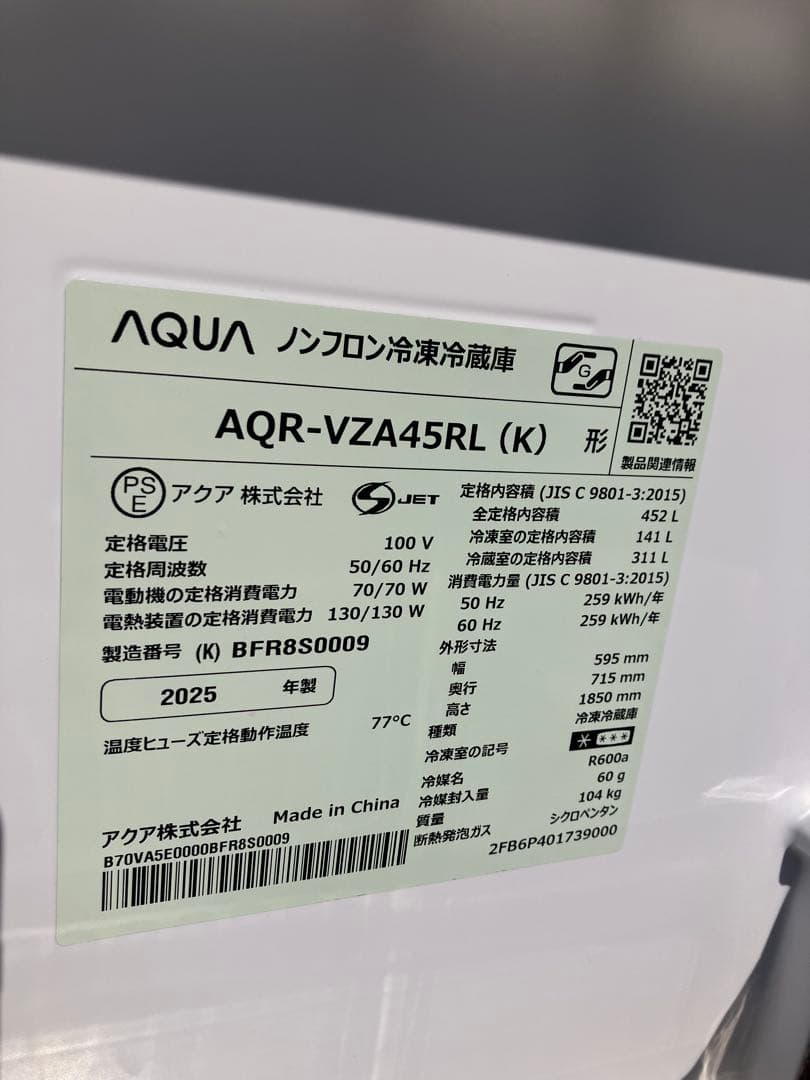 AQUA ノンフロン冷凍冷蔵庫
G
AQR-VZA45RL (K) 形
製品関連情報
PSE アクア 株式会社
S JET
定格電圧 100 V
定格周波数 50/60 Hz
電動機の定格消費電力 70/70 W
電熱装置の定格消費電力 130/130 W
製造番号 (K) BFR8S0009
2025 年製
温度ヒューズ定格動作温度 77°C
アクア株式会社 Made in China
B70VA5E0000BFR8S0009
定格内容積 (JIS C 9801-3:2015)
全定格内容積 452 L
冷凍室の定格内容積 141 L
冷蔵室の定格内容積 311 L
消費電力量 (JIS C 9801-3:2015)
50 Hz 259 kWh/年
60 Hz 259 kWh/年
外形寸法
幅 595 mm
奥行 715 mm
高さ 1850 mm
種類 冷凍冷蔵庫
冷凍室の記号 * ***
冷媒名 R600a
冷媒封入量 60 g
質量 104 kg
断熱発泡ガス シクロペンタン
2FB6P401739000